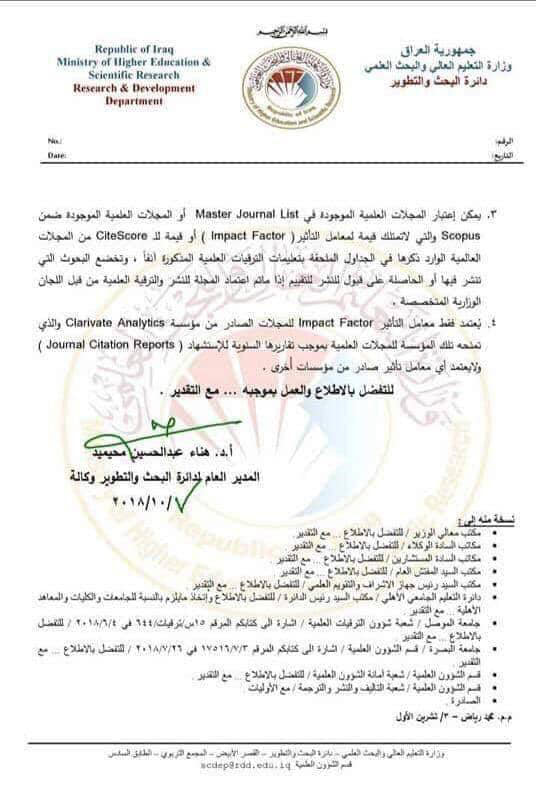 بسم الله الرحمن الرحيم
Republic of Iraq
Ministry of Higher Education &
Scientific Research
Research & Development
Department
جمهورية العراق
وزارة التعليم العالي والبحث العلمي
دائرة البحث والتطوير
No.:
Date:
الرقم:
التاريخ:
٣. يمكن إعتبار المجلات العلمية الموجودة في Master Journal List أو المجلات العلمية الموجودة ضمن
Scopus والتي لاتمتلك قيمة لمعامل التأثير( Impact Factor ) أو قيمة للـ CiteScore من المجلات
العالمية الوارد ذكرها في الجداول الملحقة بتعليمات الترقيات العلمية المذكورة أنفاً ، وتخضع البحوث التي
تنشر فيها أو الحاصلة على قبول للنشر للتقييم إذا ماتم اعتماد المجلة للنشر والترقية العلمية من قبل اللجان
الوزارية المتخصصة .
٤. يُعتمد فقط معامل التأثير Impact Factor للمجلات الصادر من مؤسسة Clarivate Analytics والذي
تمنحه تلك المؤسسة للمجلات العلمية بموجب تقاريرها السنوية للإستشهاد ( Journal Citation Reports )
ولايعتمد أي معامل تأثير صادر من مؤسسات أخرى .
للتفضل بالاطلاع والعمل بموجبه ... مع التقدير .
أ.د. هناء عبدالحسين محيميد
المدير العام لدائرة البحث والتطوير وكالة
٢٠١٨/١٠/٧
نسخة منه إلى:
▪ مكتب معالي الوزير / للتفضل بالاطلاع ... مع التقدير.
▪ مكاتب السادة الوكلاء / للتفضل بالاطلاع ... مع التقدير .
▪ مكاتب السادة المستشارين / للتفضل بالاطلاع ... مع التقدير .
▪ مكتب السيد المفتش العام / للتفضل بالاطلاع ... مع التقدير .
▪ مكتب السيد رئيس جهاز الاشراف والتقويم العلمي / للتفضل بالاطلاع ... مع التقدير .
▪ دائرة التعليم الجامعي الأهلي / مكتب السيد رئيس الدائرة / للتفضل بالاطلاع وإتخاذ مايلزم بالنسبة للجامعات والكليات والمعاهد
الأهلية ... مع التقدير .
▪ جامعة الموصل / شعبة شؤون الترقيات العلمية / اشارة الى كتابكم المرقم ١٥س/ترقيات/٦٤٤ في ٢٠١٨/٦/٤ / للتفضل
بالاطلاع ... مع التقدير .
▪ جامعة البصرة / قسم الشؤون العلمية / اشارة الى كتابكم المرقم ١٧٥١٦/٧/٣ في ٢٠١٨/٧/٢٦ / للتفضل بالاطلاع ... مع
التقدير .
▪ قسم الشؤون العلمية / شعبة أمانة الشؤون العلمية / للتفضل بالاطلاع ... مع التقدير .
▪ قسم الشؤون العلمية / شعبة التأليف والنشر والترجمة / مع الأوليات .
▪ الصادرة .
م.م. محمد رياض – ٣/ تشرين الأول
وزارة التعليم العالي والبحث العلمي – دائرة البحث والتطوير – القصر الأبيض – المجمع التربوي – الطابق السادس
قسم الشؤون العلمية scdep@rdd.edu.iq